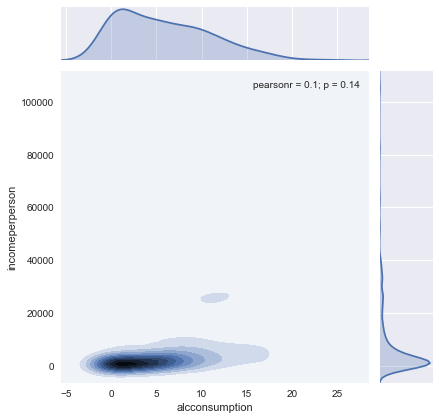 pearsonr = 0.1; p = 0.14
100000
80000
60000
40000
20000
0
incomeperperson
−5 0 5 10 15 20 25
alcconsumption